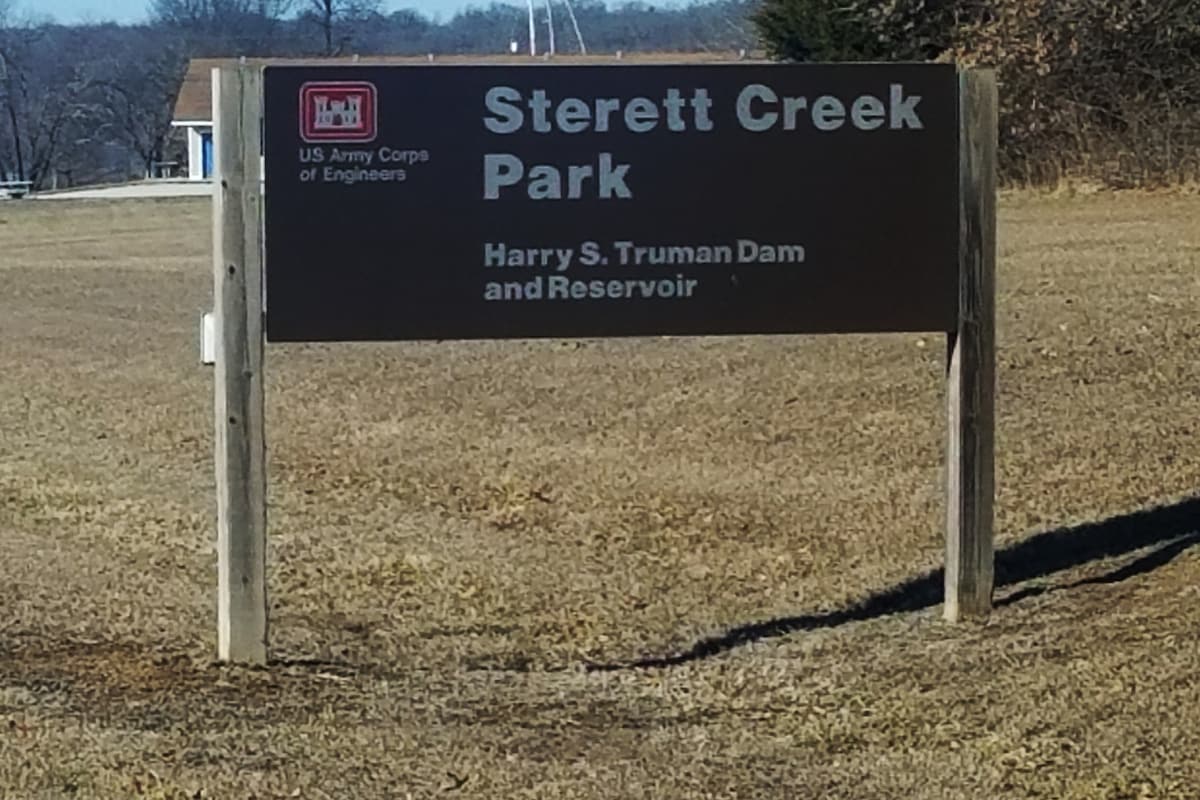 US Army Corps
of Engineers
Sterett Creek
Park
Harry S. Truman Dam
and Reservoir